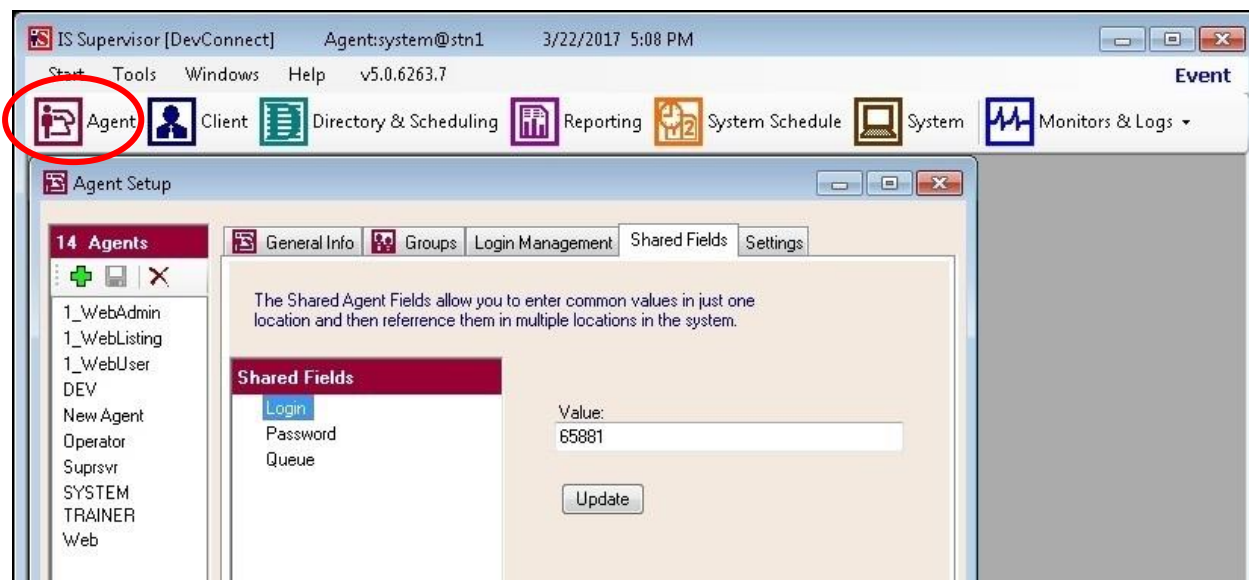 IS Supervisor [DevConnect] Agent:system@stn1 3/22/2017 5:08 PM
Start Tools Windows Help v5.0.6263.7 Event
Agent Client Directory & Scheduling Reporting System Schedule System Monitors & Logs
Agent Setup
14 Agents
General Info Groups Login Management Shared Fields Settings
The Shared Agent Fields allow you to enter common values in just one
location and then referrence them in multiple locations in the system.
1_WebAdmin
1_WebListing
1_WebUser
DEV
New Agent
Operator
Suprsvr
SYSTEM
TRAINER
Web
Shared Fields
Login
Password
Queue
Value:
65881
Update